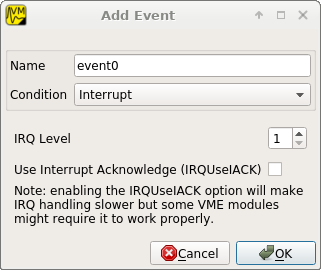 Add Event
Name event0
Condition Interrupt
IRQ Level 1
Use Interrupt Acknowledge (IRQUseIACK)
Note: enabling the IRQUseIACK option will make
IRQ handling slower but some VME modules
might require it to work properly.
Cancel OK